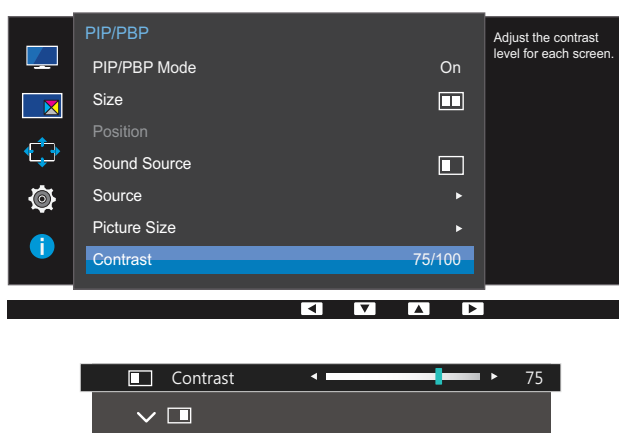 PIP/PBP
Adjust the contrast
level for each screen.
PIP/PBP Mode On
Size
Position
Sound Source
Source
Picture Size
Contrast 75/100
Contrast 75